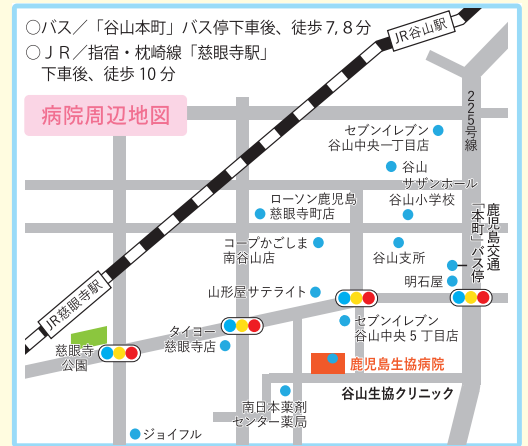 ○バス／「谷山本町」バス停下車後、徒歩7,8分
○ＪＲ／指宿・枕崎線「慈眼寺駅」
下車後、徒歩10分
病院周辺地図
JR谷山駅
225号線
セブンイレブン
谷山中央一丁目店
谷山
サザンホール
谷山小学校
ローソン鹿児島
慈眼寺町店
鹿児島交通
「本町」バス停
コープかごしま
南谷山店
谷山支所
明石屋
山形屋サテライト
JR慈眼寺駅
タイヨー
慈眼寺店
セブンイレブン
谷山中央5丁目店
慈眼寺
公園
鹿児島生協病院
谷山生協クリニック
南日本薬剤
センター薬局
ジョイフル